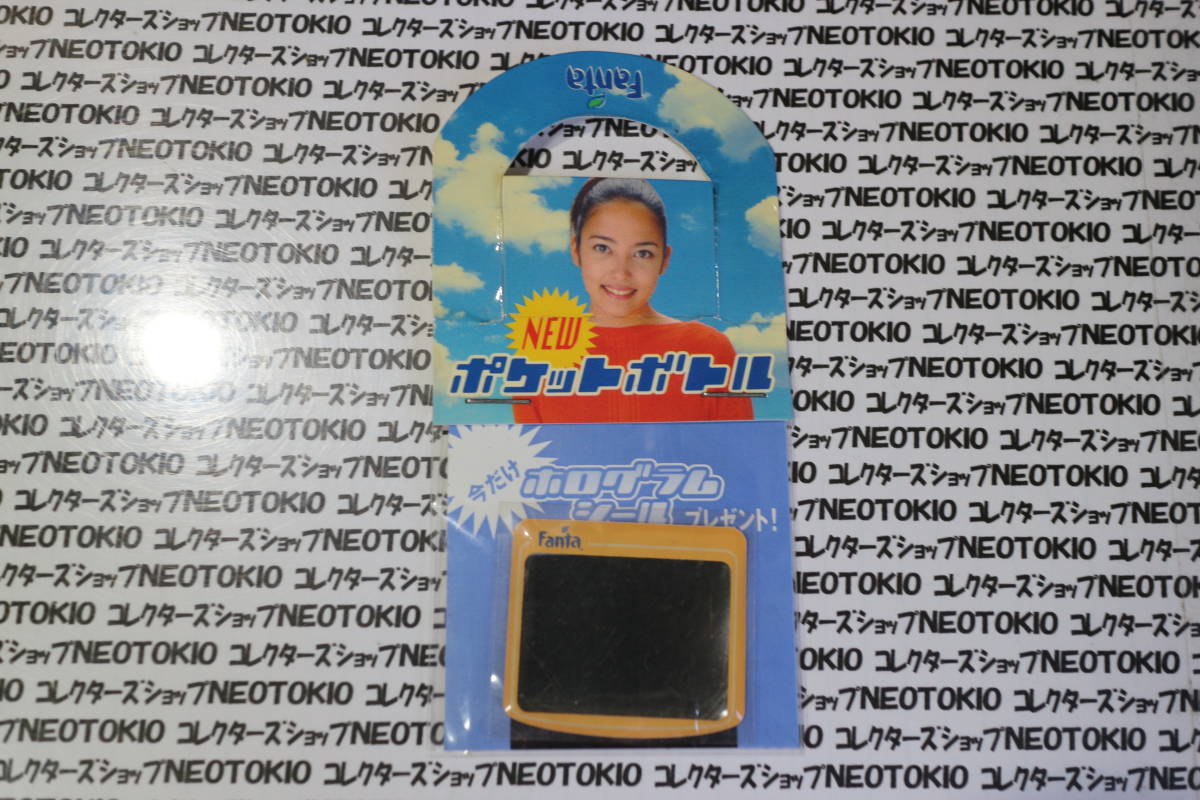 コレクターズショップNEOTOKIO
Fanta
NEW
ポケットボトル
今だけ
ホログラム
シール プレゼント!
Fanta